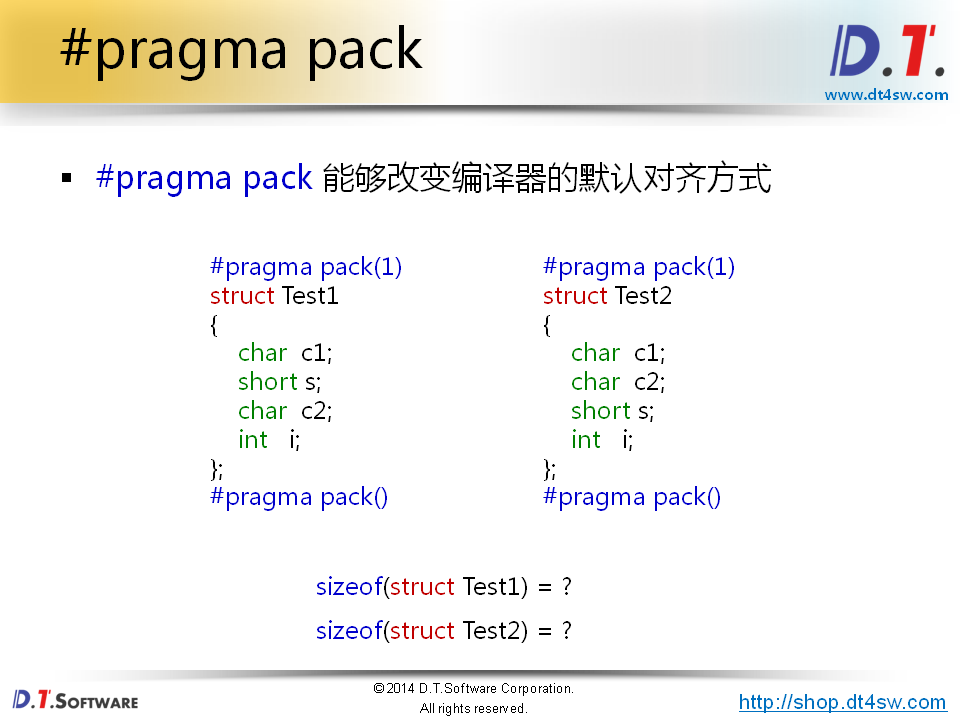 #pragma pack
D.T.
www.dt4sw.com
▪ #pragma pack 能够改变编译器的默认对齐方式
#pragma pack(1)
struct Test1
{
char c1;
short s;
char c2;
int i;
};
#pragma pack()
#pragma pack(1)
struct Test2
{
char c1;
char c2;
short s;
int i;
};
#pragma pack()
sizeof(struct Test1) = ?
sizeof(struct Test2) = ?
D.T.SOFTWARE
©2014 D.T.Software Corporation.
All rights reserved.
http://shop.dt4sw.com